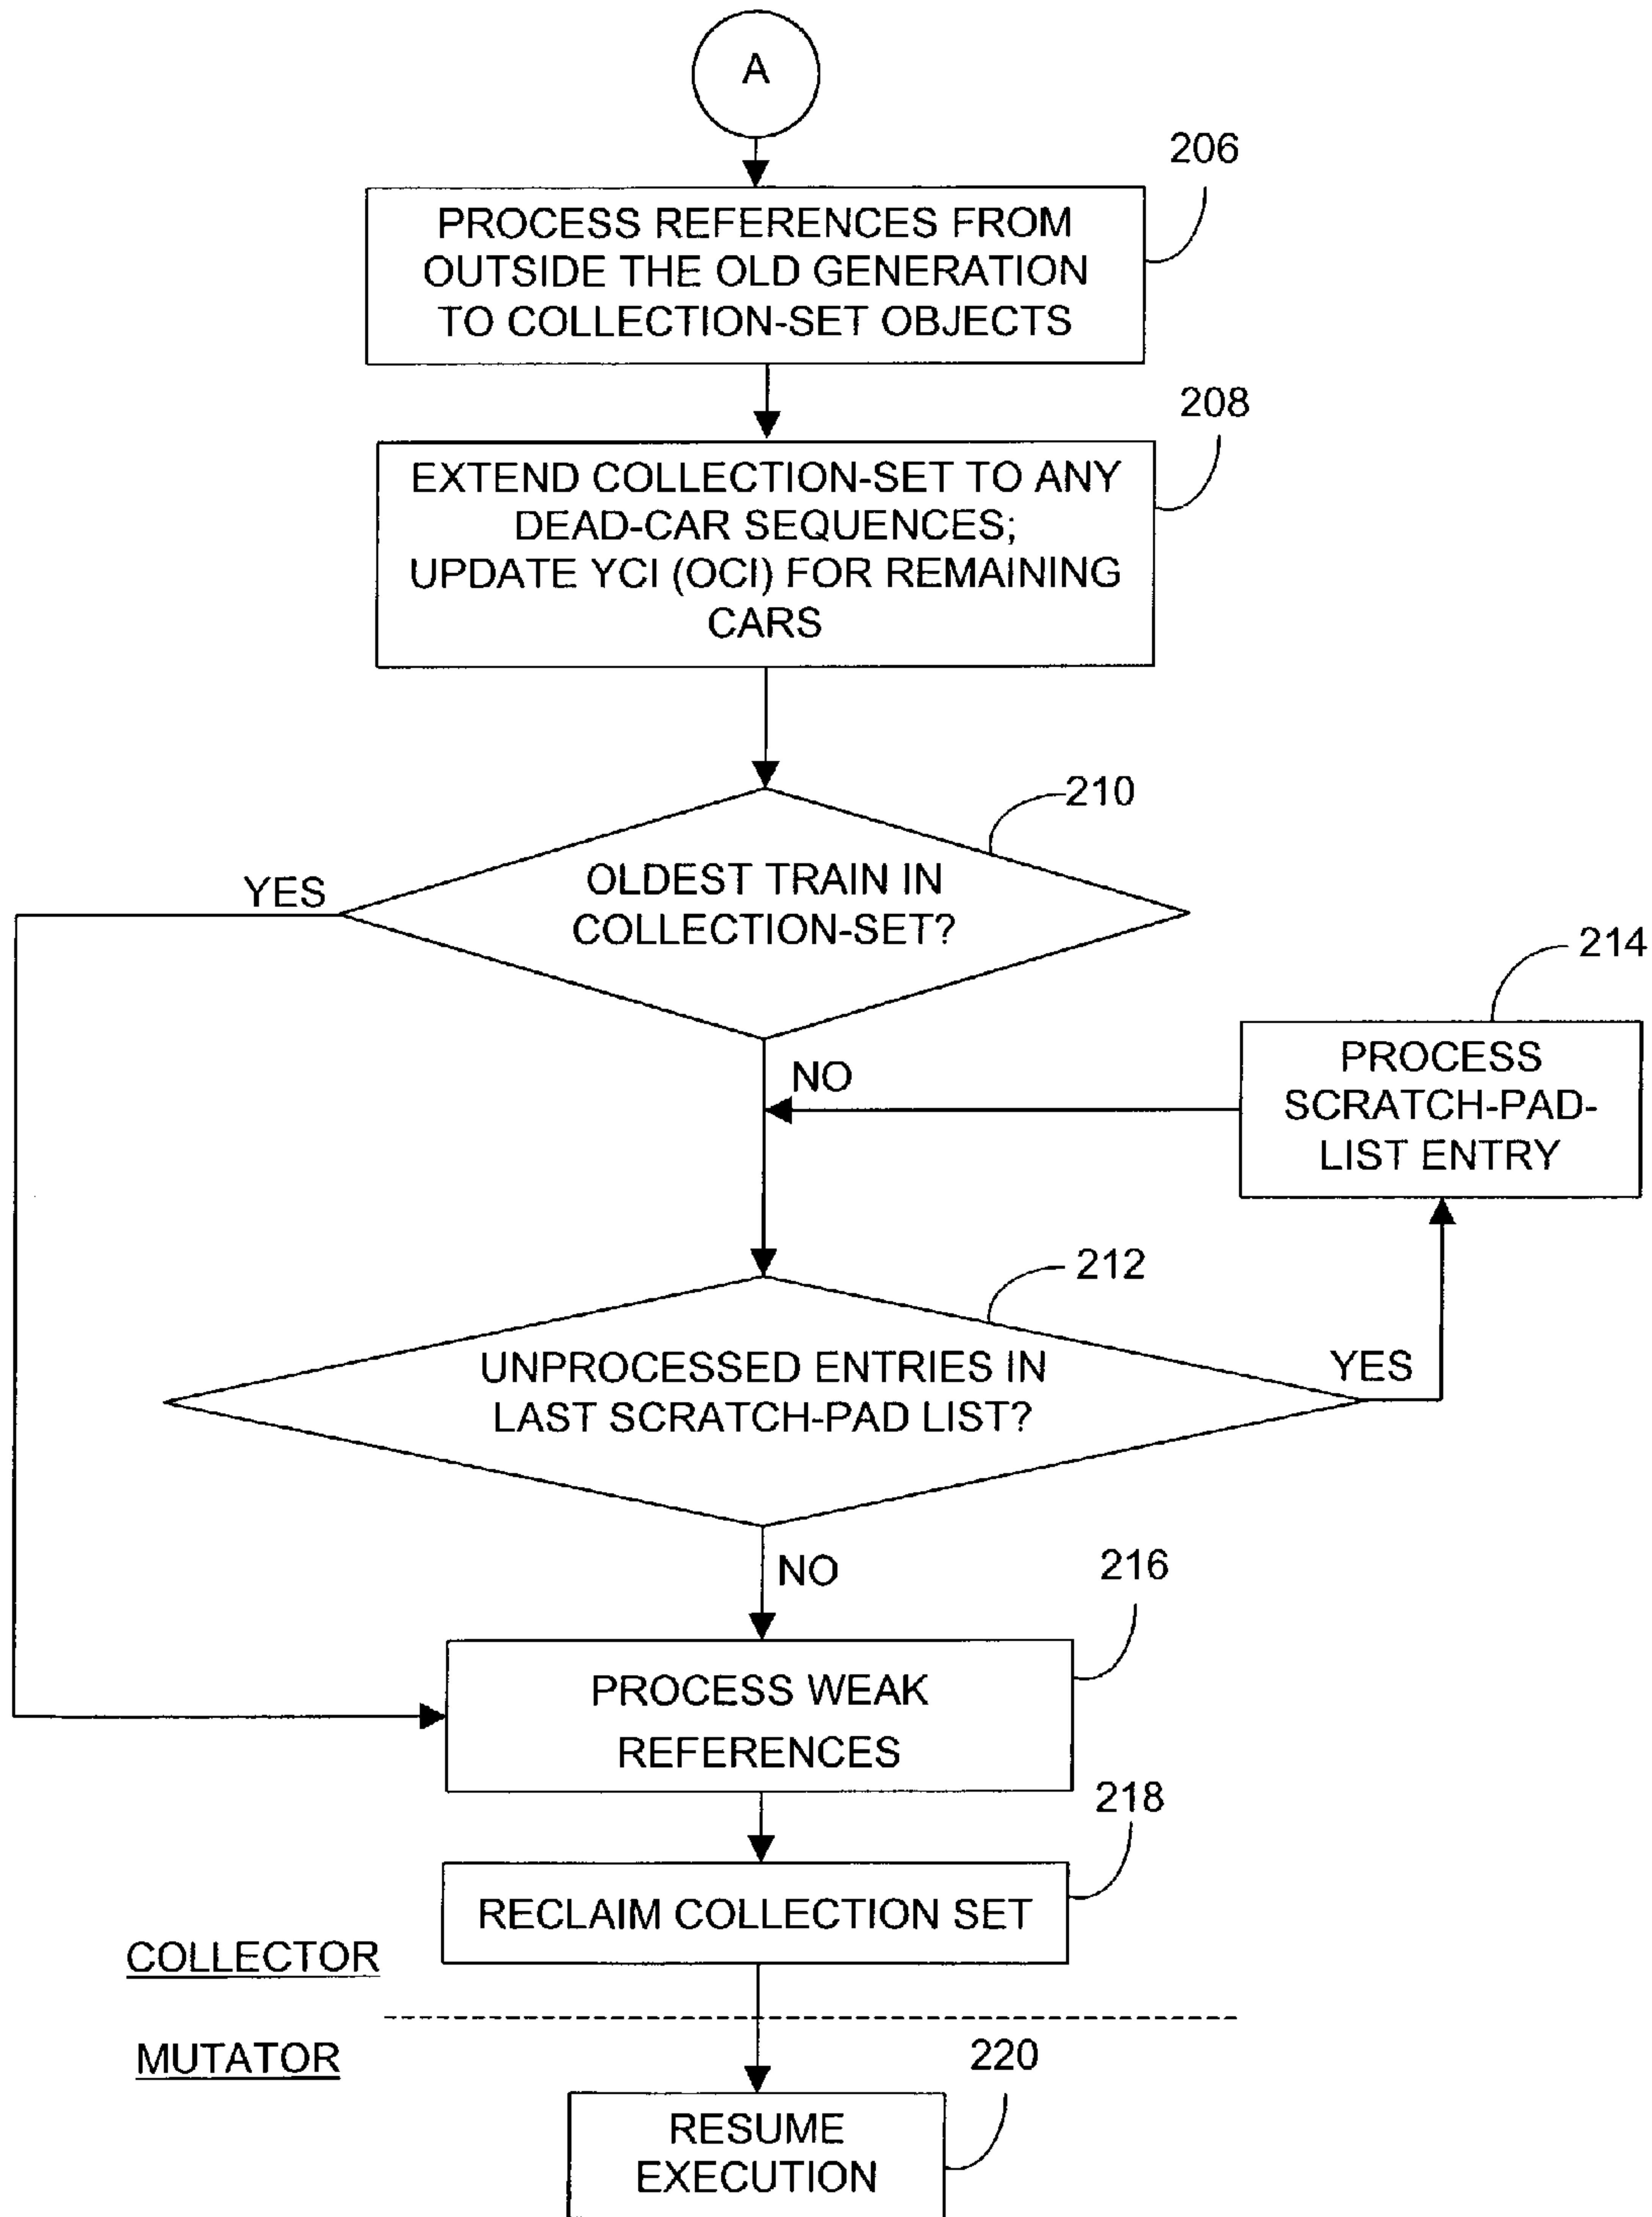 A
206
PROCESS REFERENCES FROM
OUTSIDE THE OLD GENERATION
TO COLLECTION-SET OBJECTS
208
EXTEND COLLECTION-SET TO ANY
DEAD-CAR SEQUENCES;
UPDATE YCI (OCI) FOR REMAINING
CARS
210
OLDEST TRAIN IN
COLLECTION-SET?
YES
NO
214
PROCESS
SCRATCH-PAD-
LIST ENTRY
212
UNPROCESSED ENTRIES IN
LAST SCRATCH-PAD LIST?
YES
NO
216
PROCESS WEAK
REFERENCES
218
RECLAIM COLLECTION SET
COLLECTOR
MUTATOR
220
RESUME
EXECUTION